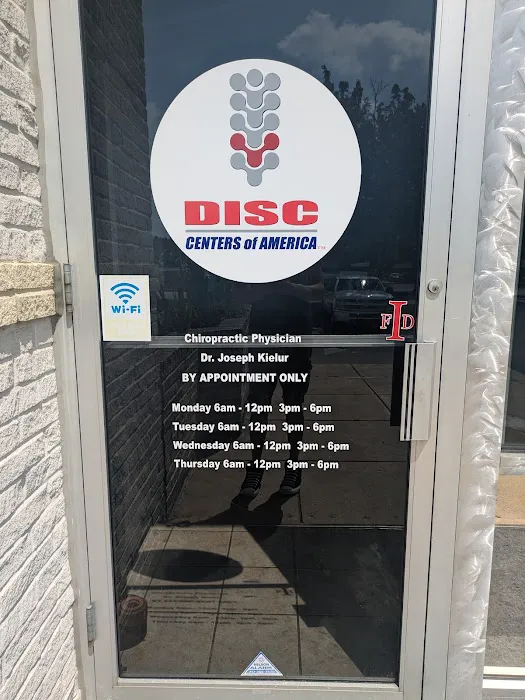 DISC
CENTERS of AMERICA
Wi-Fi
FID
Chiropractic Physician
Dr. Joseph Kielur
BY APPOINTMENT ONLY
Monday 6am - 12pm 3pm - 6pm
Tuesday 6am - 12pm 3pm - 6pm
Wednesday 6am - 12pm 3pm - 6pm
Thursday 6am - 12pm 3pm - 6pm
ALARM